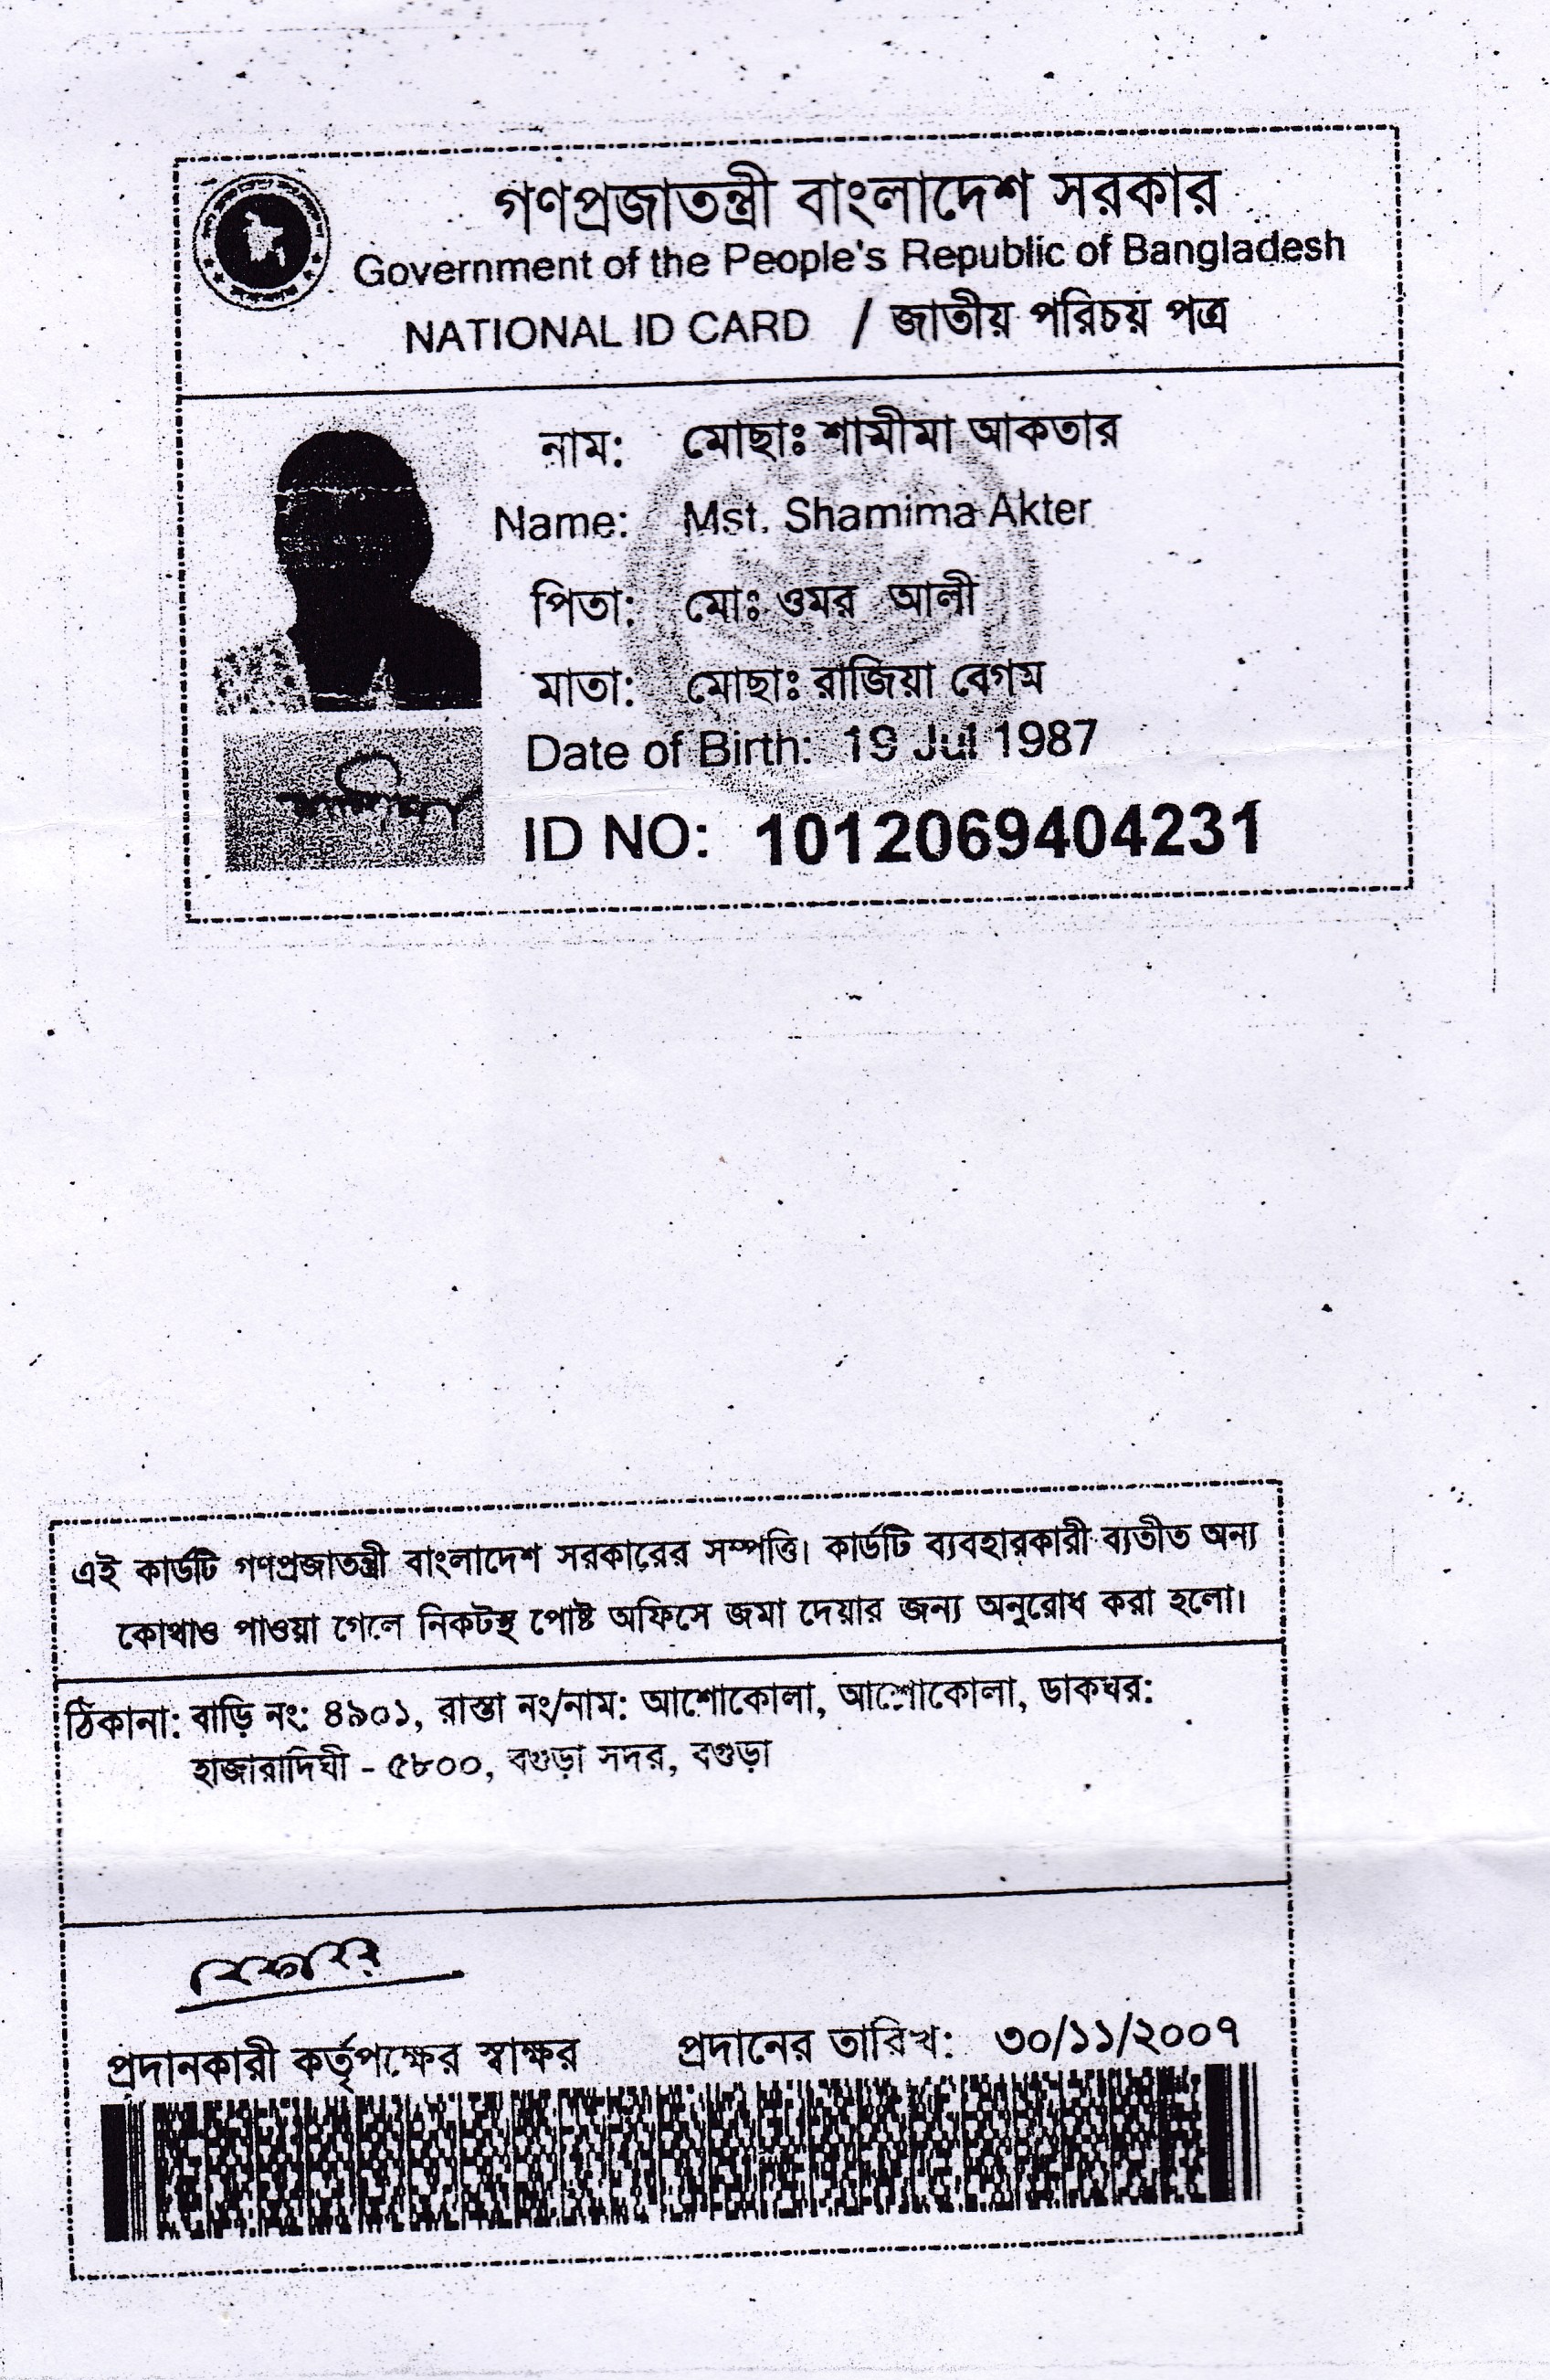 গণপ্রজাতন্ত্রী বাংলাদেশ সরকার
Government of the People's Republic of Bangladesh
NATIONAL ID CARD / জাতীয় পরিচয় পত্র
নাম: মোছাঃ শামীমা আকতার
Name: Mst. Shamima Akter
পিতা: মোঃ ওমর আলী
মাতা: মোছাঃ রাজিয়া বেগম
Date of Birth: 19 Jul 1987
ID NO: 1012069404231
এই কার্ডটি গণপ্রজাতন্ত্রী বাংলাদেশ সরকারের সম্পত্তি। কার্ডটি ব্যবহারকারী ব্যতীত অন্য
কোথাও পাওয়া গেলে নিকটস্থ পোষ্ট অফিসে জমা দেয়ার জন্য অনুরোধ করা হলো।
ঠিকানা: বাড়ি নং: ৪৯০১, রাস্তা নং/নাম: আশোকোলা, আশোকোলা, ডাকঘর:
হাজারাদিঘী - ৫৮০০, বগুড়া সদর, বগুড়া
প্রদানকারী কর্তৃপক্ষের স্বাক্ষর প্রদানের তারিখ: ৩০/১১/২০০৭